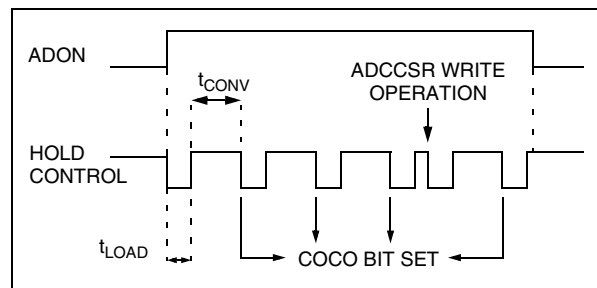 ADON
ADCCSR WRITE
OPERATION
tCONV
HOLD
CONTROL
tLOAD
COCO BIT SET